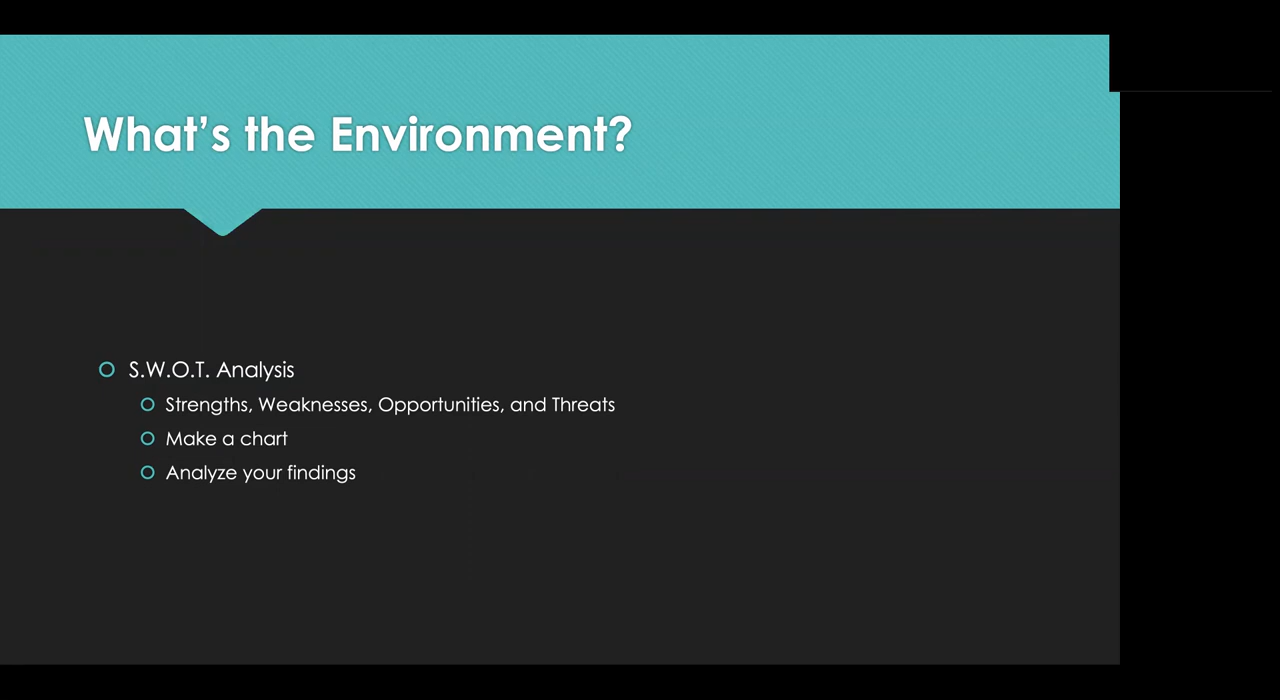 What’s the Environment?
S.W.O.T. Analysis
Strengths, Weaknesses, Opportunities, and Threats
Make a chart
Analyze your findings